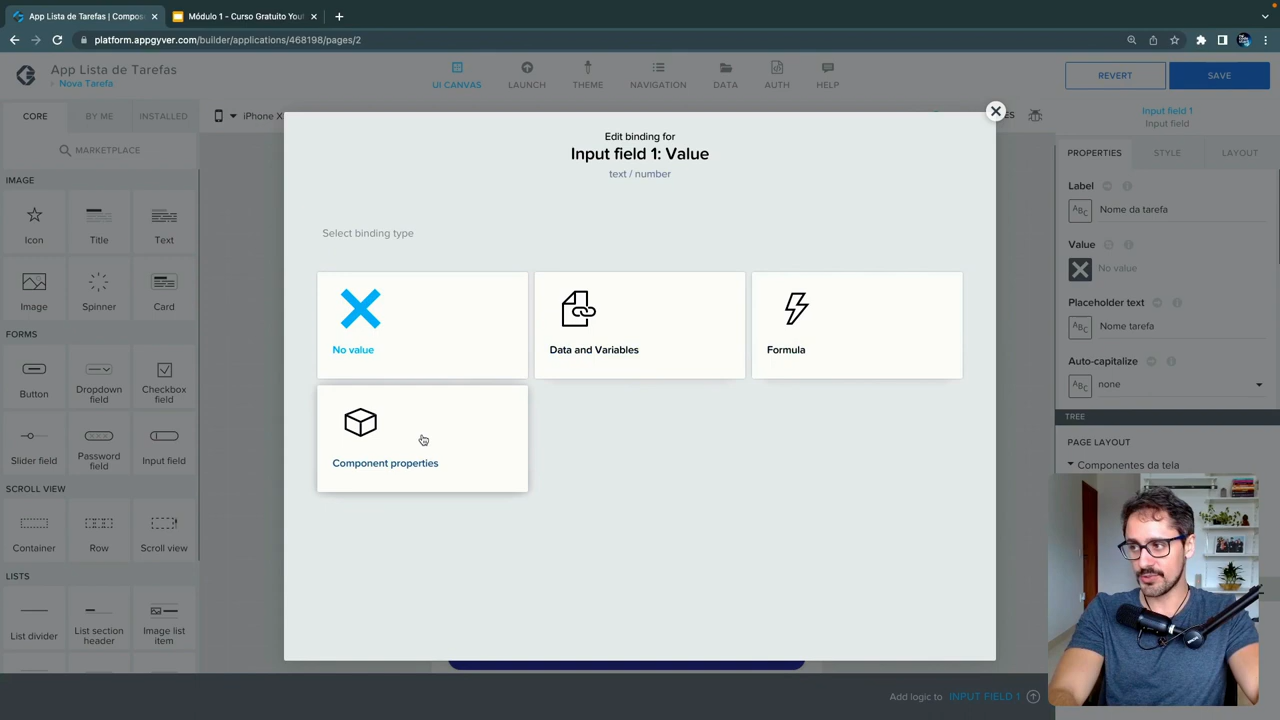 App Lista de Tarefas | Compos
Módulo 1 - Curso Gratuito Yout
platform.appgyver.com/builder/applications/468198/pages/2
App Lista de Tarefas
Nova Tarefa
UI CANVAS
LAUNCH
THEME
NAVIGATION
DATA
AUTH
HELP
REVERT
SAVE
CORE
BY ME
INSTALLED
iPhone X
ES
Input field 1
Input field
MARKETPLACE
Edit binding for
Input field 1: Value
text / number
PROPERTIES
STYLE
LAYOUT
IMAGE
Icon
Title
Text
Image
Spinner
Card
Label
ABC
Nome da tarefa
Value
No value
Placeholder text
ABC
Nome tarefa
Auto-capitalize
ABC
none
Select binding type
No value
Data and Variables
Formula
Component properties
FORMS
Button
Dropdown field
Checkbox field
Slider field
Password field
Input field
TREE
PAGE LAYOUT
Componentes da tela
SCROLL VIEW
Container
Row
Scroll view
LISTS
List divider
List section header
Image list item
Add logic to INPUT FIELD 1